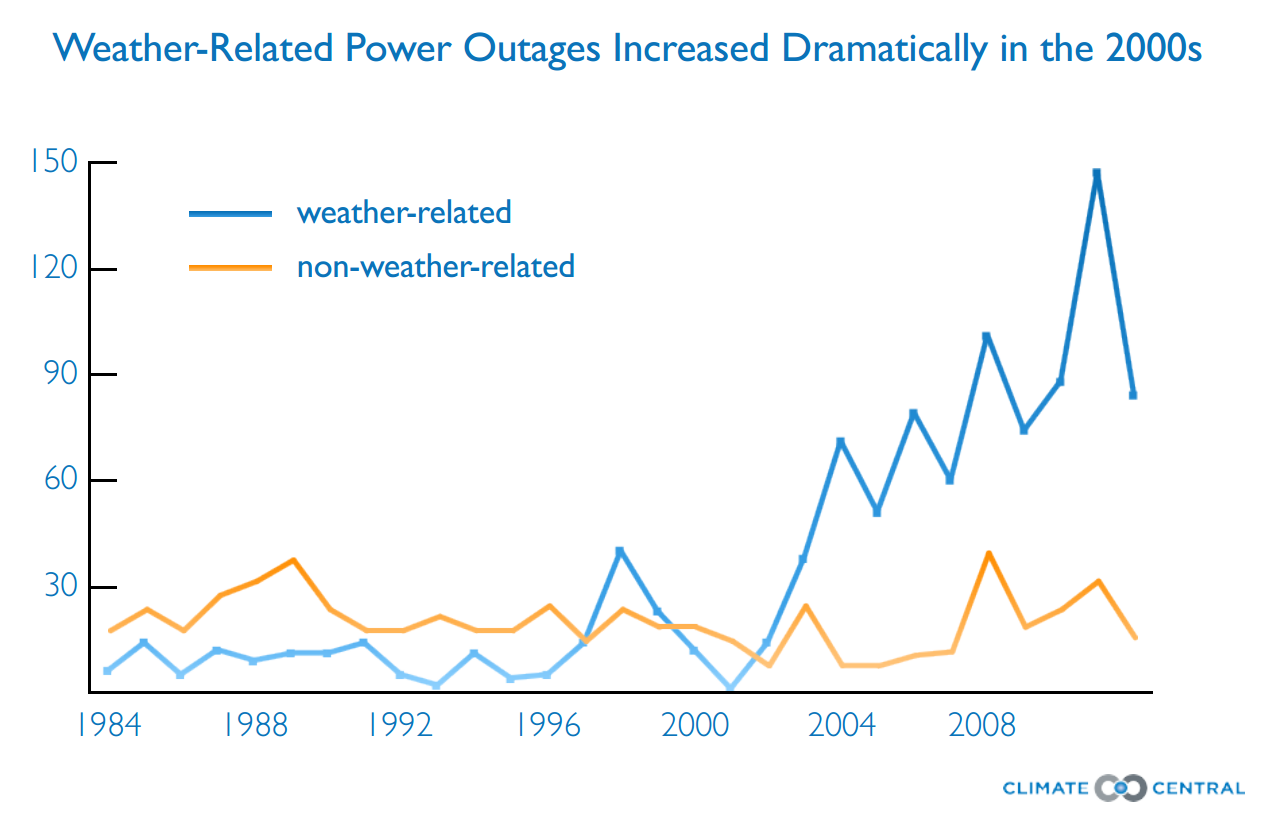 Weather-Related Power Outages Increased Dramatically in the 2000s
150
weather-related
120
non-weather-related
90
60
30
1984 1988 1992 1996 2000 2004 2008
CLIMATE CENTRAL